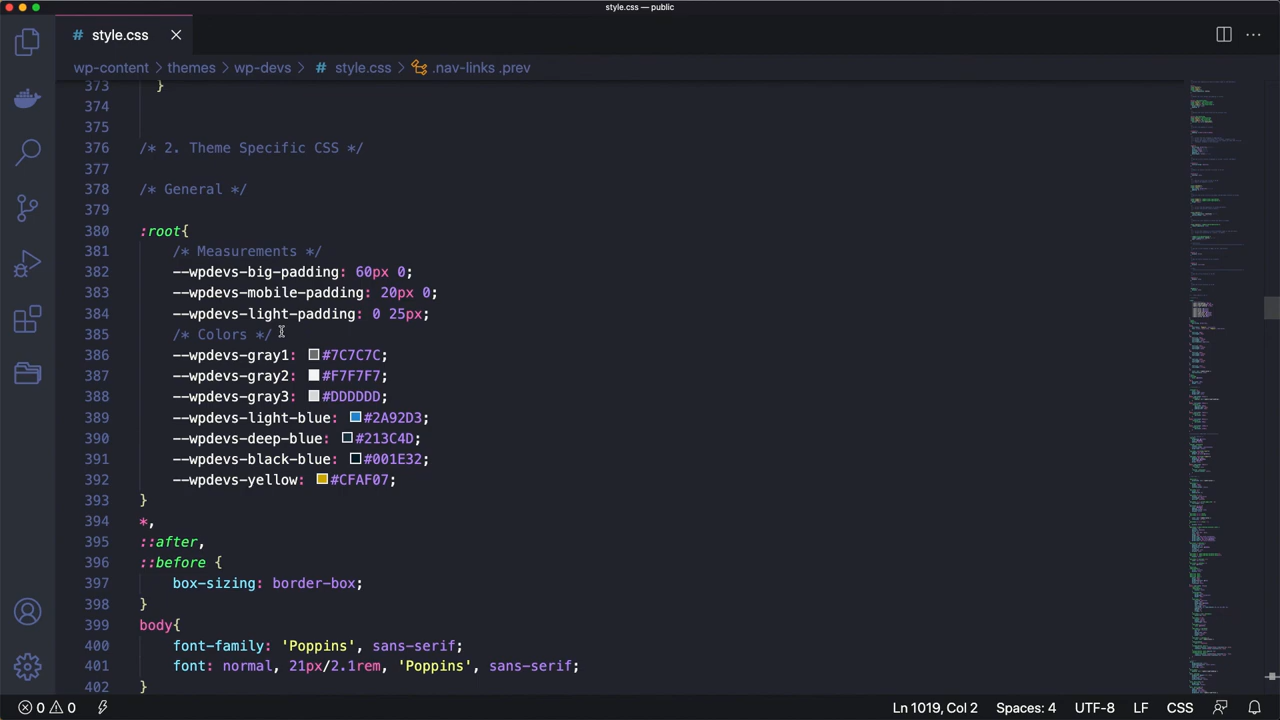 style.css — public
# style.css
wp-content > themes > wp-devs > # style.css > .nav-links .prev
373 }
374
375
376 /* 2. Theme Specific CSS */
377
378 /* General */
379
380 :root{
381 /* Measurements */
382 --wpdevs-big-padding: 60px 0;
383 --wpdevs-mobile-padding: 20px 0;
384 --wpdevs-light-padding: 0 25px;
385 /* Colors */
386 --wpdevs-gray1: #7C7C7C;
387 --wpdevs-gray2: #F7F7F7;
388 --wpdevs-gray3: #DDDDDD;
389 --wpdevs-light-blue: #2A92D3;
390 --wpdevs-deep-blue: #213C4D;
391 --wpdevs-black-blue: #001E32;
392 --wpdevs-yellow: #CFAF07;
393 }
394 *,
395 ::after,
396 ::before {
397 box-sizing: border-box;
398 }
399 body{
400 font-family: 'Poppins', sans-serif;
401 font: normal, 21px/2.1rem, 'Poppins', sans-serif;
402 }
0 0
Ln 1019, Col 2 Spaces: 4 UTF-8 LF CSS